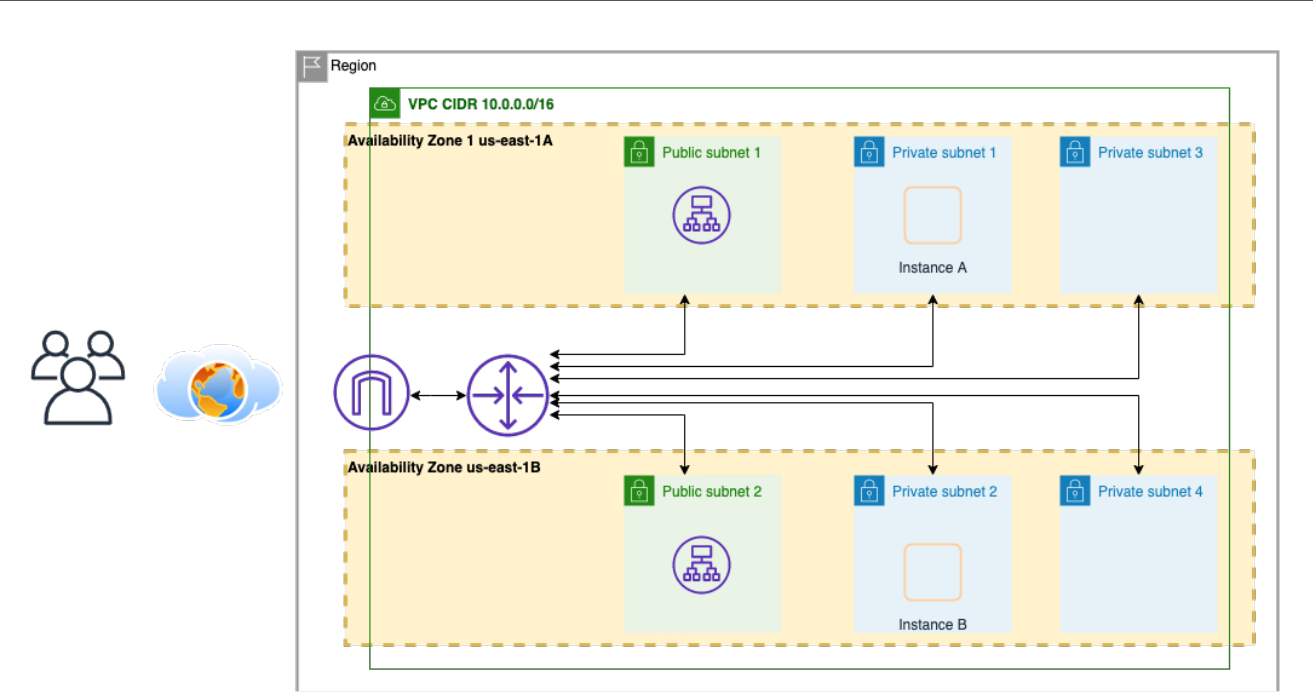 Region
VPC CIDR 10.0.0.0/16
Availability Zone 1 us-east-1A
Public subnet 1
Private subnet 1
Private subnet 3
Instance A
Availability Zone us-east-1B
Public subnet 2
Private subnet 2
Private subnet 4
Instance B